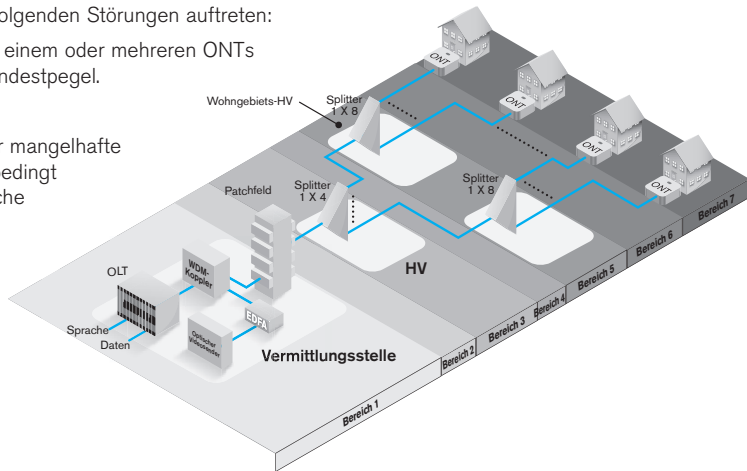 olgenden Störungen auftreten:
einem oder mehreren ONTs
ndestpegel.
r mangelhafte
edingt
che
ONT
ONT
ONT
ONT
Wohngebiets-HV
Splitter
1 X 8
Splitter
1 X 8
Splitter
1 X 4
Patchfeld
HV
OLT
WDM-
Koppler
EDFA
Sprache
Daten
Optischer
Videosender
Vermittlungsstelle
Bereich 1
Bereich 2
Bereich 3
Bereich 4
Bereich 5
Bereich 6
Bereich 7